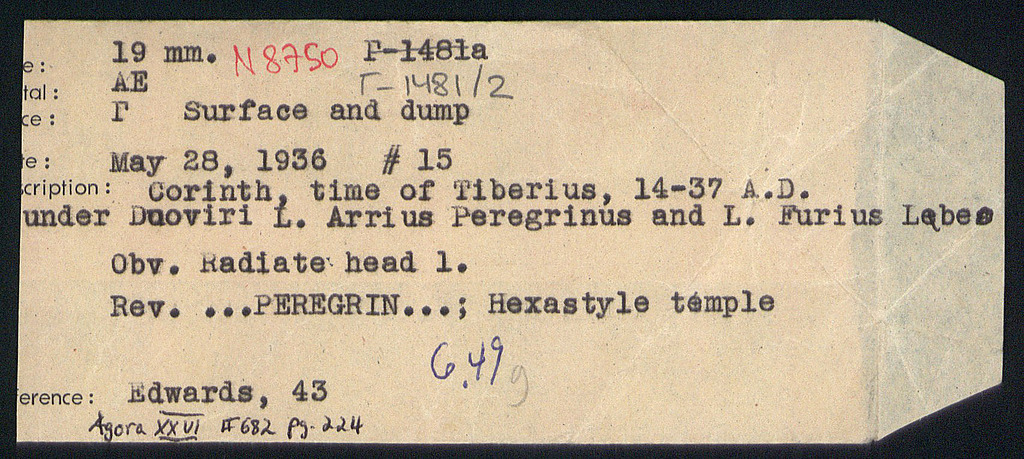 e: 19 mm. N8750 Γ-1481a
tal: AE Γ-1481/2
ce: Γ Surface and dump
e: May 28, 1936 # 15
scription: Corinth, time of Tiberius, 14-37 A.D.
under Duoviri L. Arrius Peregrinus and L. Furius Labeo
Obv. Radiate head l.
Rev. ...PEREGRIN...; Hexastyle temple
6.49 g
erence: Edwards, 43
Agora XXVI #682 pg. 224